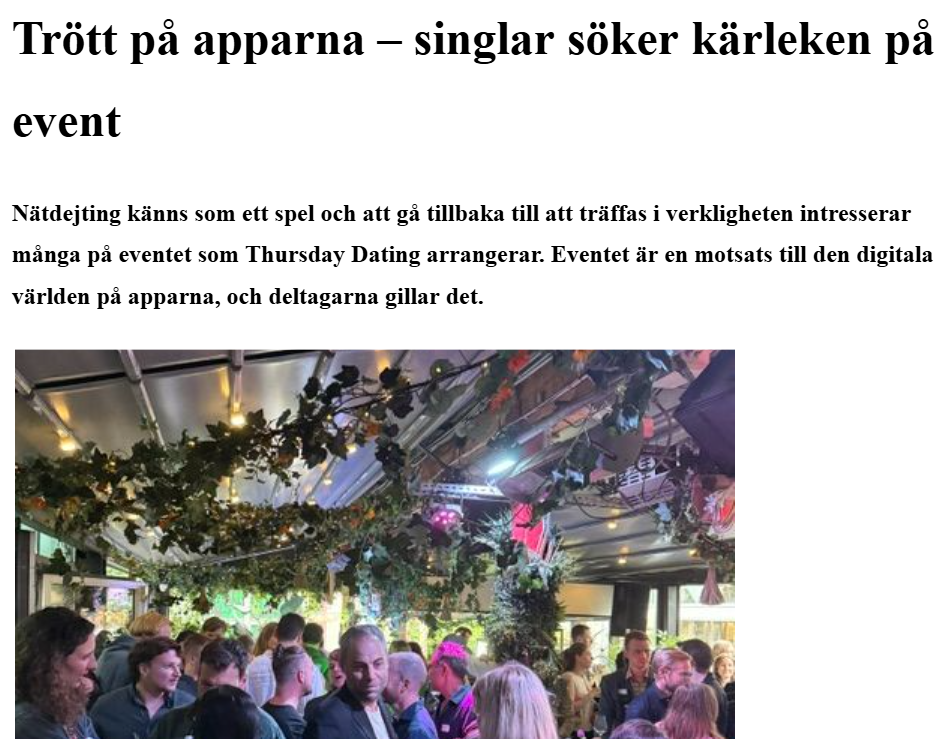 Trött på apparna – singlar söker kärleken på
event
Nätdejting känns som ett spel och att gå tillbaka till att träffas i verkligheten intresserar
många på eventet som Thursday Dating arrangerar. Eventet är en motsats till den digitala
världen på apparna, och deltagarna gillar det.